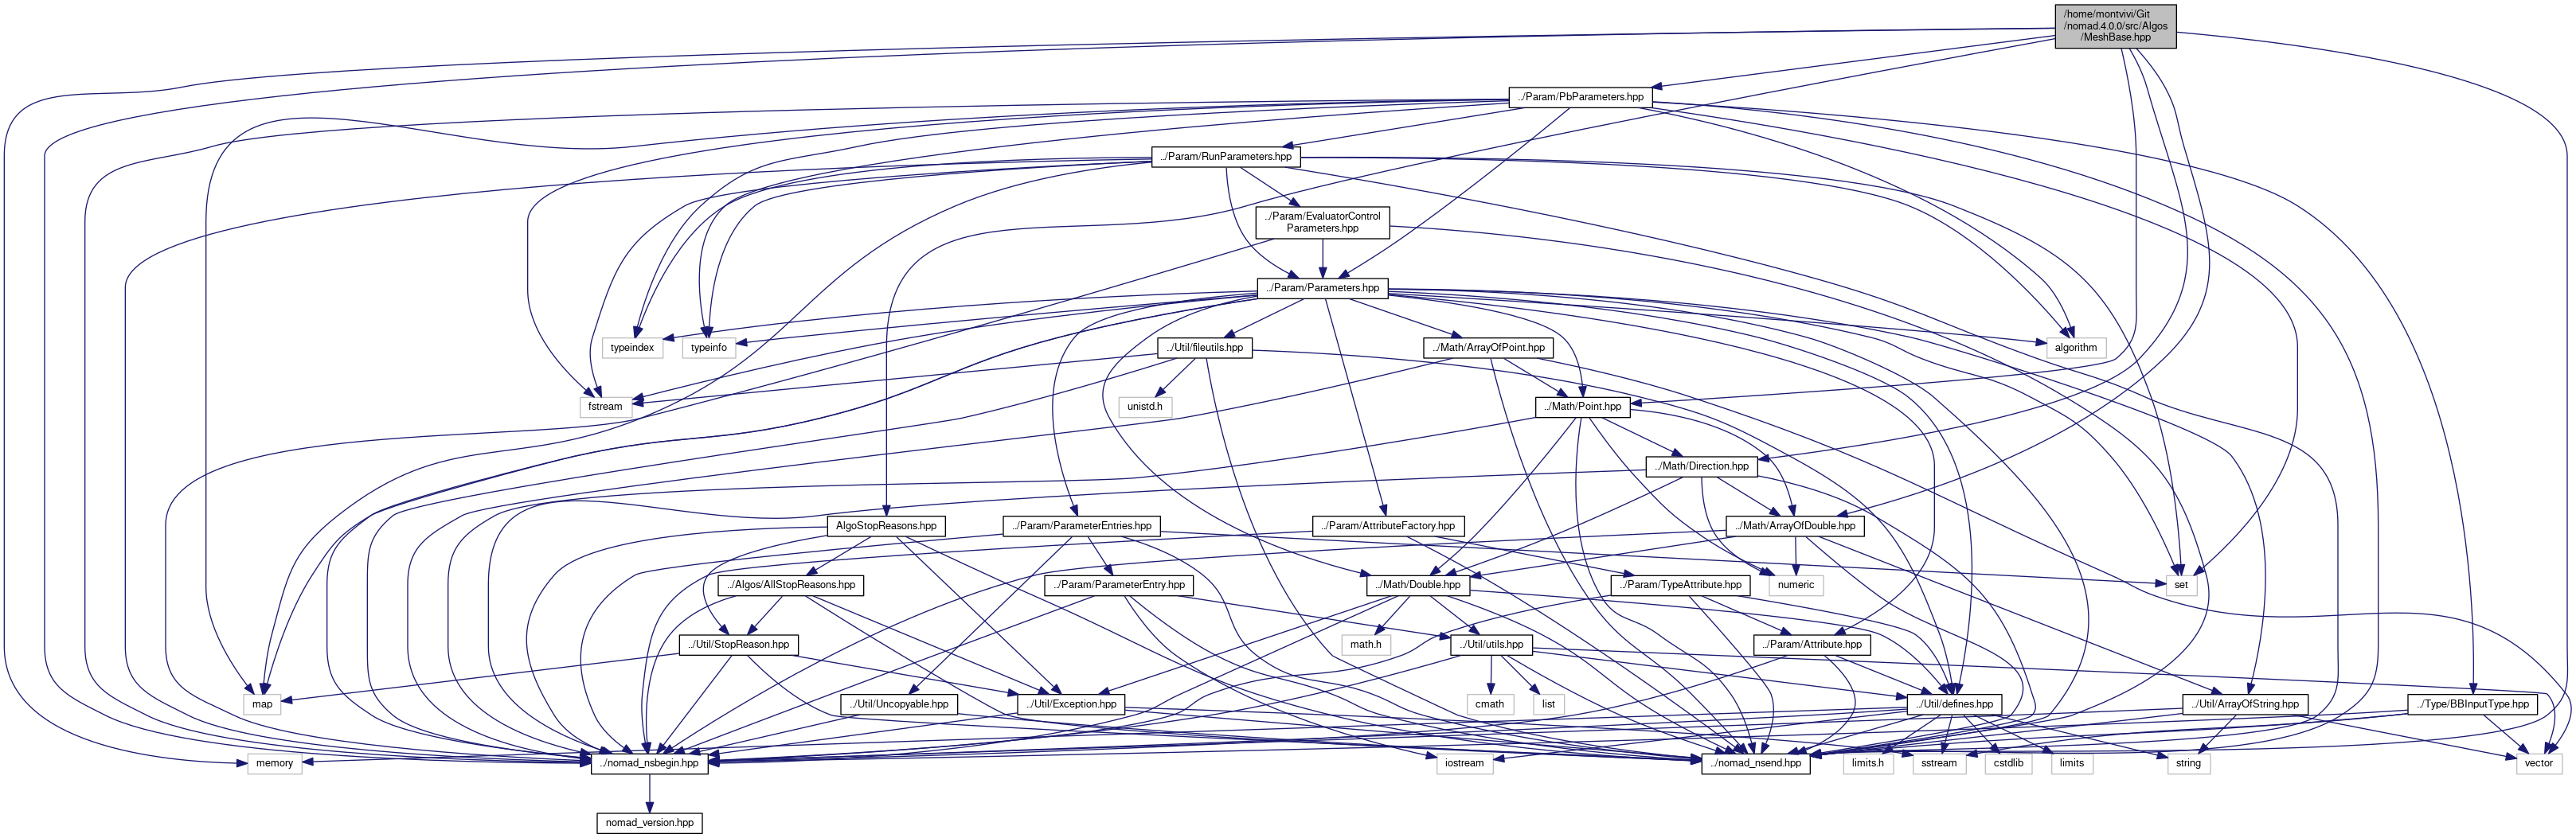 /home/montvivi/Git
/nomad.4.0.0/src/Algos
/MeshBase.hpp
../Param/PbParameters.hpp
../Param/RunParameters.hpp
../Param/EvaluatorControl
Parameters.hpp
../Param/Parameters.hpp
typeindex
typeinfo
../Util/fileutils.hpp
../Math/ArrayOfPoint.hpp
algorithm
fstream
unistd.h
../Math/Point.hpp
../Math/Direction.hpp
AlgoStopReasons.hpp
../Param/ParameterEntries.hpp
../Param/AttributeFactory.hpp
../Math/ArrayOfDouble.hpp
../Algos/AllStopReasons.hpp
../Param/ParameterEntry.hpp
../Math/Double.hpp
../Param/TypeAttribute.hpp
numeric
set
../Util/StopReason.hpp
math.h
../Util/utils.hpp
../Param/Attribute.hpp
map
../Util/Uncopyable.hpp
../Util/Exception.hpp
cmath
list
../Util/defines.hpp
../Util/ArrayOfString.hpp
../Type/BBInputType.hpp
memory
../nomad_nsbegin.hpp
iostream
../nomad_nsend.hpp
limits.h
sstream
cstdlib
limits
string
vector
nomad_version.hpp